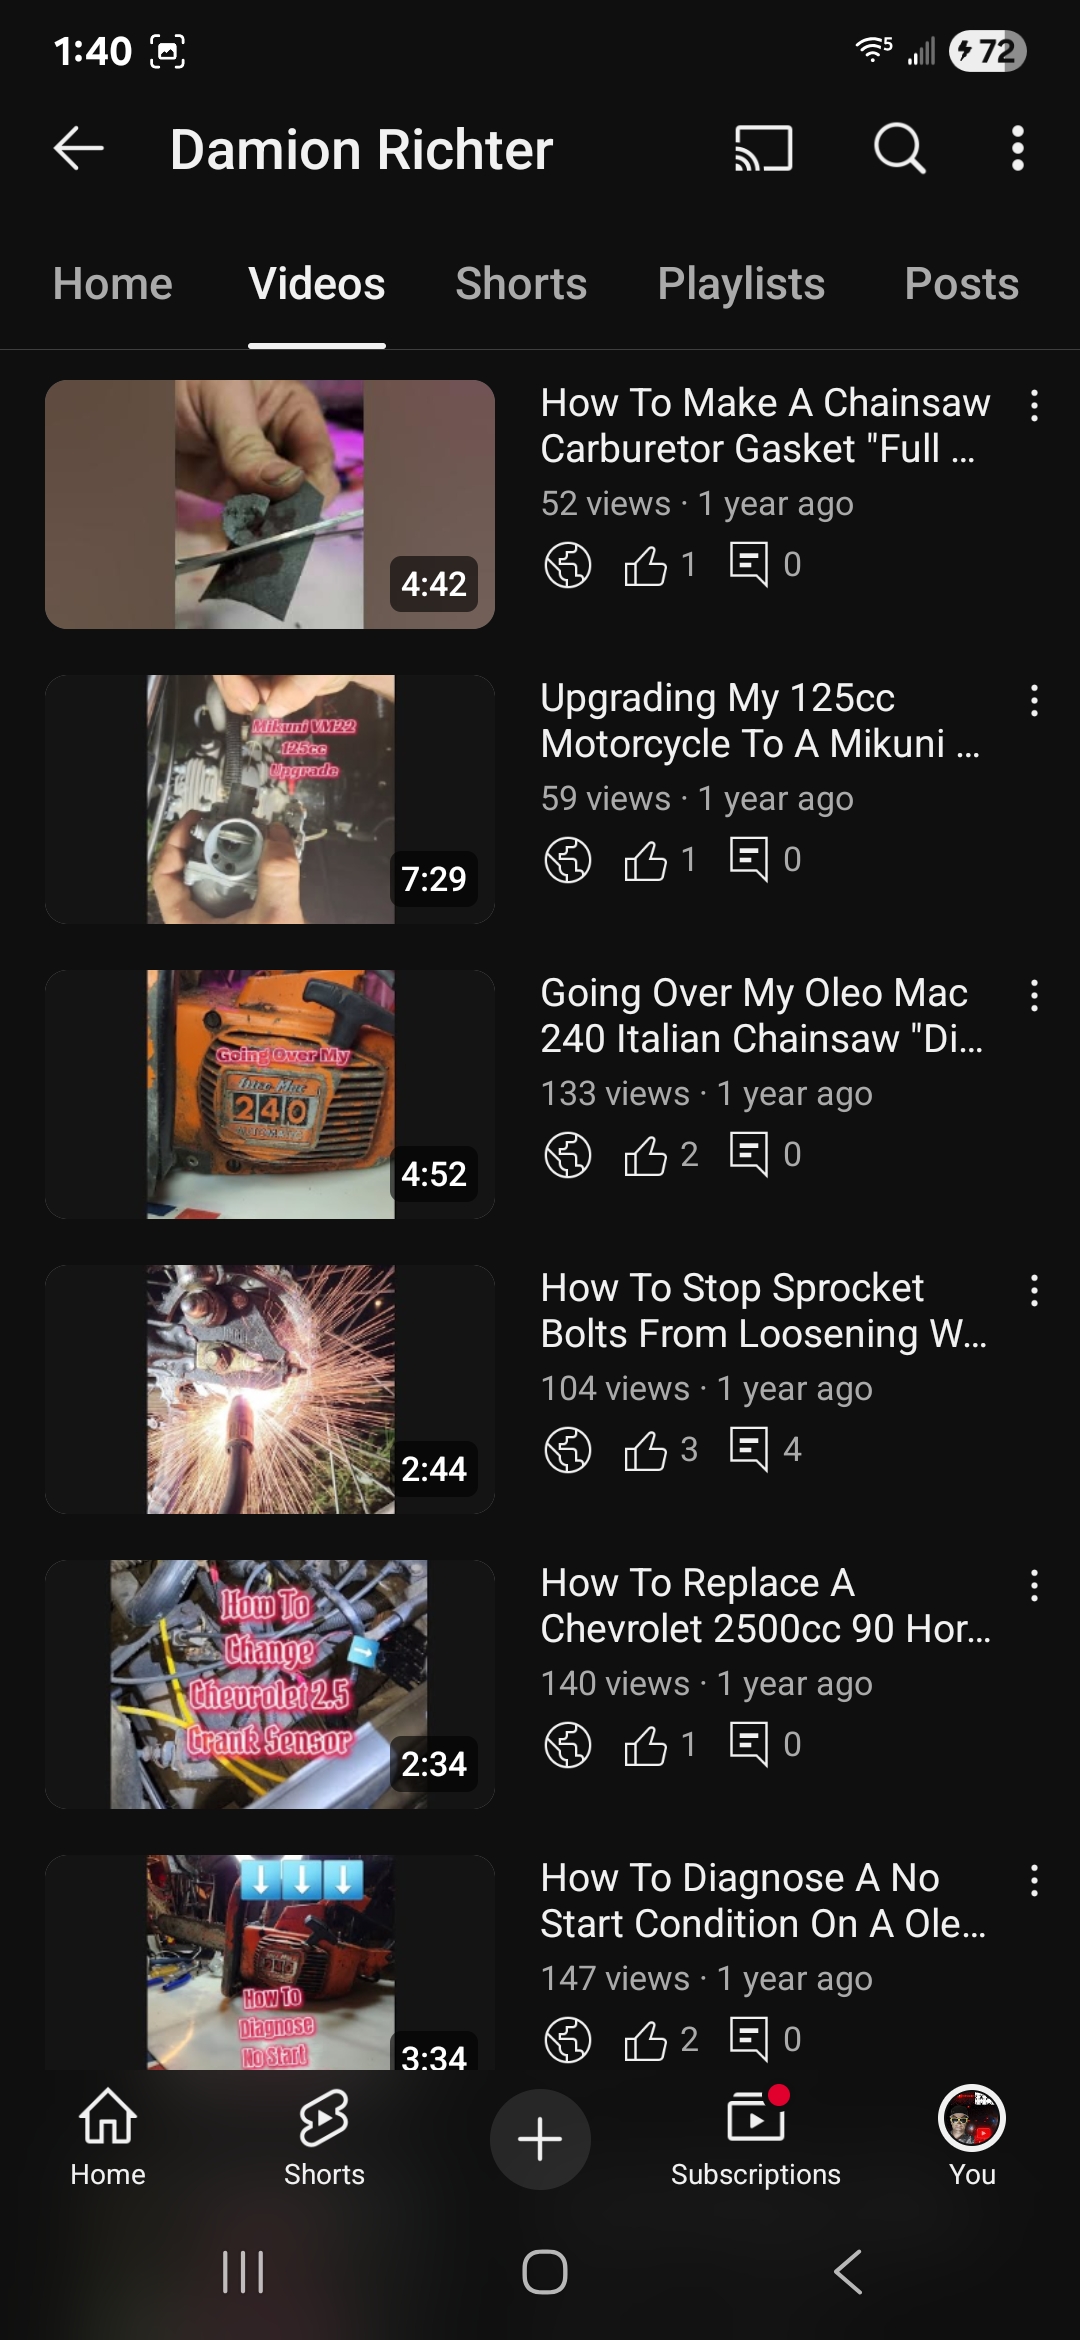 1:40
5
72
Damion Richter
Home Videos Shorts Playlists Posts
4:42
How To Make A Chainsaw
Carburetor Gasket "Full ...
52 views · 1 year ago
1 0
Mikuni VM22
125cc
Upgrade
7:29
Upgrading My 125cc
Motorcycle To A Mikuni ...
59 views · 1 year ago
1 0
Going Over My
Oleo-Mac
240
4:52
Going Over My Oleo Mac
240 Italian Chainsaw "Di...
133 views · 1 year ago
2 0
2:44
How To Stop Sprocket
Bolts From Loosening W...
104 views · 1 year ago
3 4
How To
Change
Chevrolet 2.5
Crank Sensor
2:34
How To Replace A
Chevrolet 2500cc 90 Hor...
140 views · 1 year ago
1 0
How To
Diagnose
No Start
3:34
How To Diagnose A No
Start Condition On A Ole...
147 views · 1 year ago
2 0
Home Shorts Subscriptions You